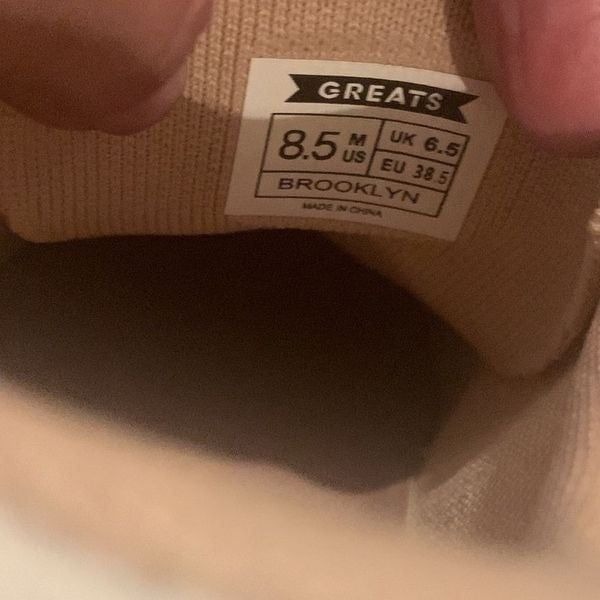 GREATS
8.5 M US
UK 6.5
EU 38.5
BROOKLYN
MADE IN CHINA